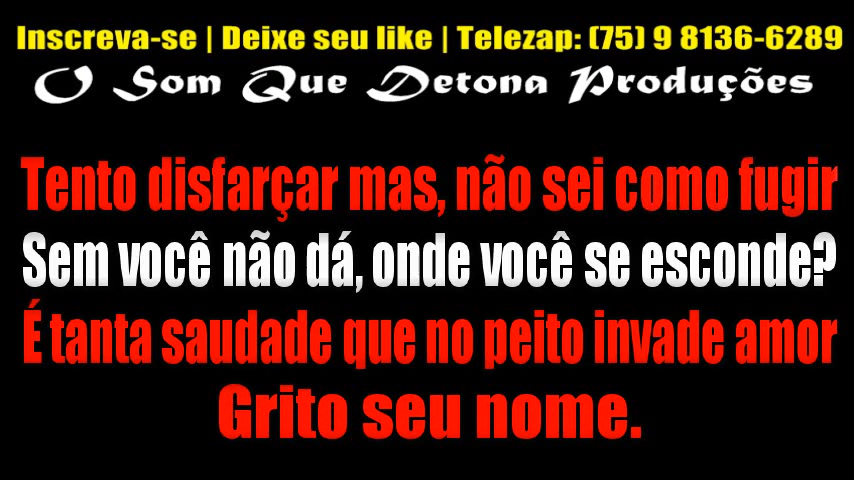 Inscreva-se | Deixe seu like | Telezap: (75) 9 8136-6289
O Som Que Detona Produções
Tento disfarçar mas, não sei como fugir
Sem você não dá, onde você se esconde?
É tanta saudade que no peito invade amor
Grito seu nome.